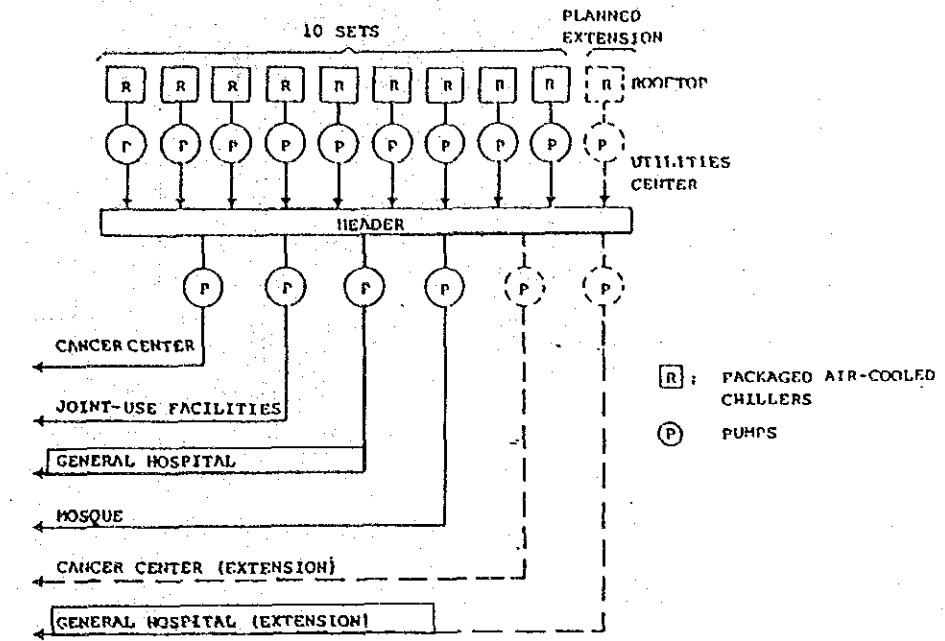 10 SETS
PLANNED
EXTENSION
R R R R R R R R R R ROOFTOP
P P P P P P P P P P
UTILITIES
CENTER
HEADER
P P P P P P
CANCER CENTER
JOINT-USE FACILITIES
GENERAL HOSPITAL
MOSQUE
CANCER CENTER (EXTENSION)
GENERAL HOSPITAL (EXTENSION)
R : PACKAGED AIR-COOLED
CHILLERS
P PUMPS